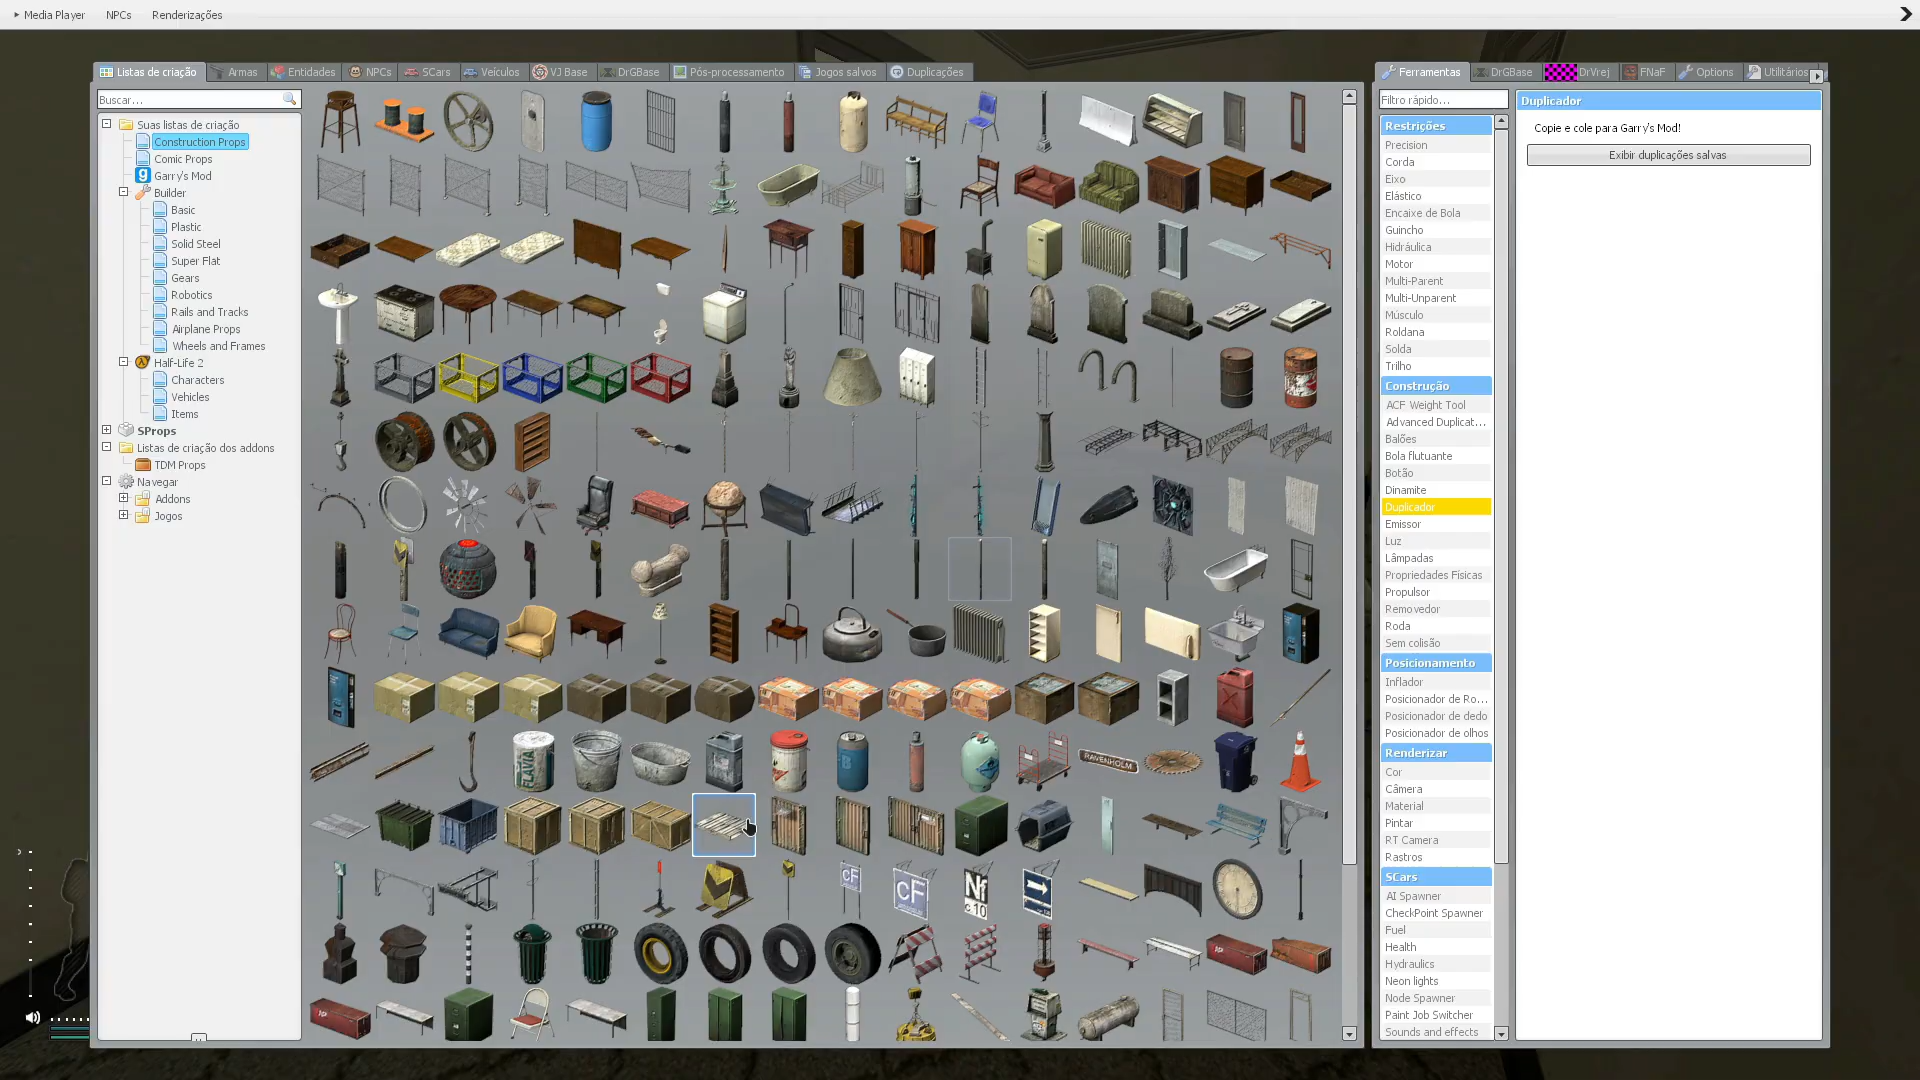 Media Player NPCs Renderizações
Listas de criação Armas Entidades NPCs SCars Veículos VJ Base DrGBase Pós-processamento Jogos salvos Duplicações
Buscar...
Suas listas de criação
Construction Props
Comic Props
Garry's Mod
Builder
Basic
Plastic
Solid Steel
Super Flat
Gears
Robotics
Rails and Tracks
Airplane Props
Wheels and Frames
Half-Life 2
Characters
Vehicles
Items
SProps
Listas de criação dos addons
TDM Props
Navegar
Addons
Jogos
RAVENHOLM
cF
cF
Nf
c 10
Ferramentas DrGBase DrVrej FNaF Options Utilitários
Filtro rápido...
Restrições
Precision
Corda
Eixo
Elástico
Encaixe de Bola
Guincho
Hidráulica
Motor
Multi-Parent
Multi-Unparent
Músculo
Roldana
Solda
Trilho
Construção
ACF Weight Tool
Advanced Duplicat...
Balões
Bola flutuante
Botão
Dinamite
Duplicador
Emissor
Luz
Lâmpadas
Propriedades Físicas
Propulsor
Removedor
Roda
Sem colisão
Posicionamento
Inflador
Posicionador de Ro...
Posicionador de dedo
Posicionador de olhos
Renderizar
Cor
Câmera
Material
Pintar
RT Camera
Rastros
SCars
AI Spawner
CheckPoint Spawner
Fuel
Health
Hydraulics
Neon lights
Node Spawner
Paint Job Switcher
Sounds and effects
Duplicador
Copie e cole para Garry's Mod!
Exibir duplicações salvas